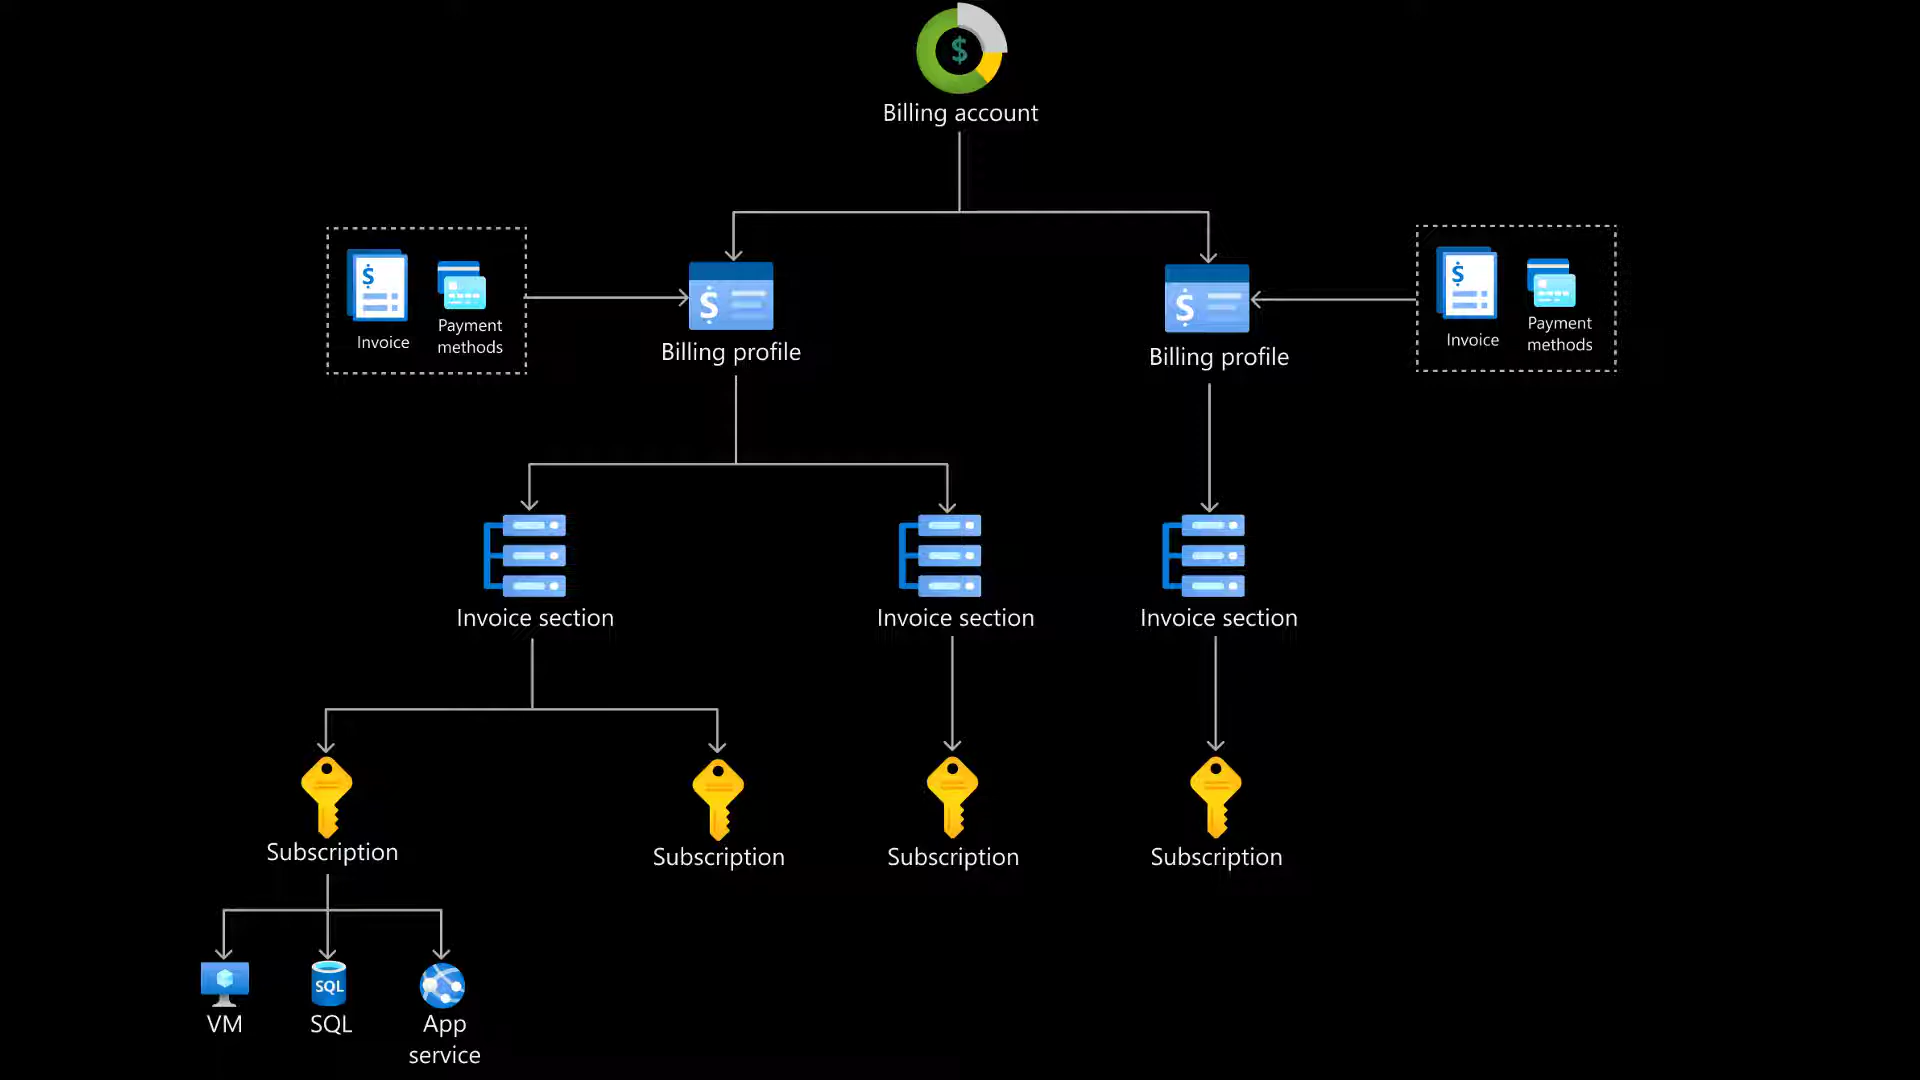 $
Billing account
$
Invoice
Payment
methods
$
Billing profile
$
Billing profile
$
Invoice
Payment
methods
Invoice section
Invoice section
Invoice section
Subscription
Subscription
Subscription
Subscription
SQL
VM
SQL
App
service